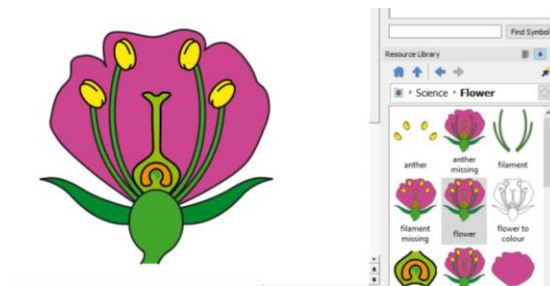 Find Symbol
Resource Library
Science › Flower
anther
anther
missing
filament
filament
missing
flower
flower to
colour